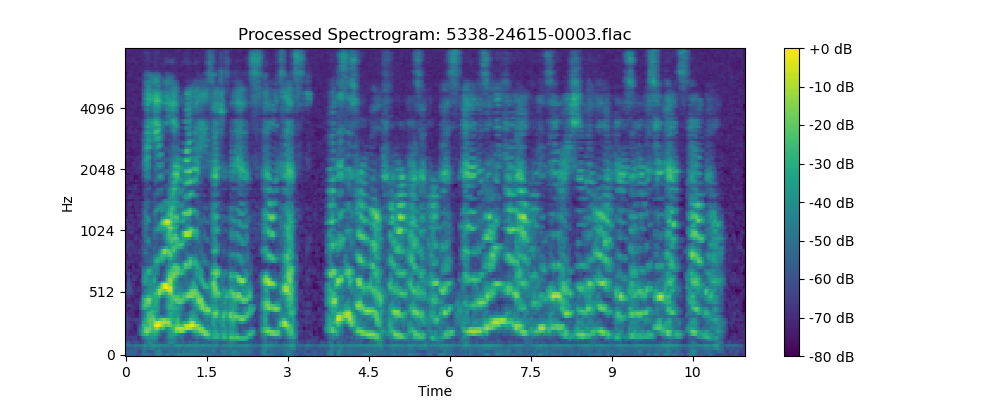 Processed Spectrogram: 5338-24615-0003.flac
Hz
4096
2048
1024
512
0
0 1.5 3 4.5 6 7.5 9 10
Time
+0 dB
-10 dB
-20 dB
-30 dB
-40 dB
-50 dB
-60 dB
-70 dB
-80 dB